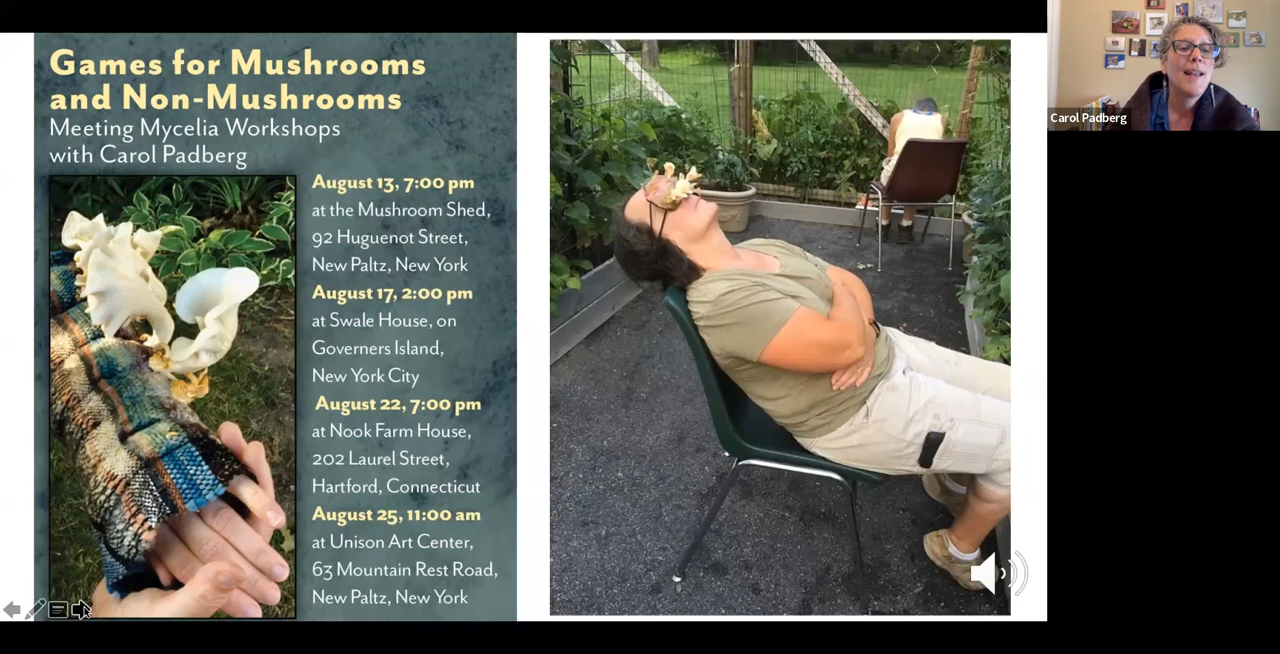 Games for Mushrooms
and Non-Mushrooms
Meeting Mycelia Workshops
with Carol Padberg
August 13, 7:00 pm
at the Mushroom Shed,
92 Huguenot Street,
New Paltz, New York
August 17, 2:00 pm
at Swale House, on
Governers Island,
New York City
August 22, 7:00 pm
at Nook Farm House,
202 Laurel Street,
Hartford, Connecticut
August 25, 11:00 am
at Unison Art Center,
63 Mountain Rest Road,
New Paltz, New York
Carol Padberg